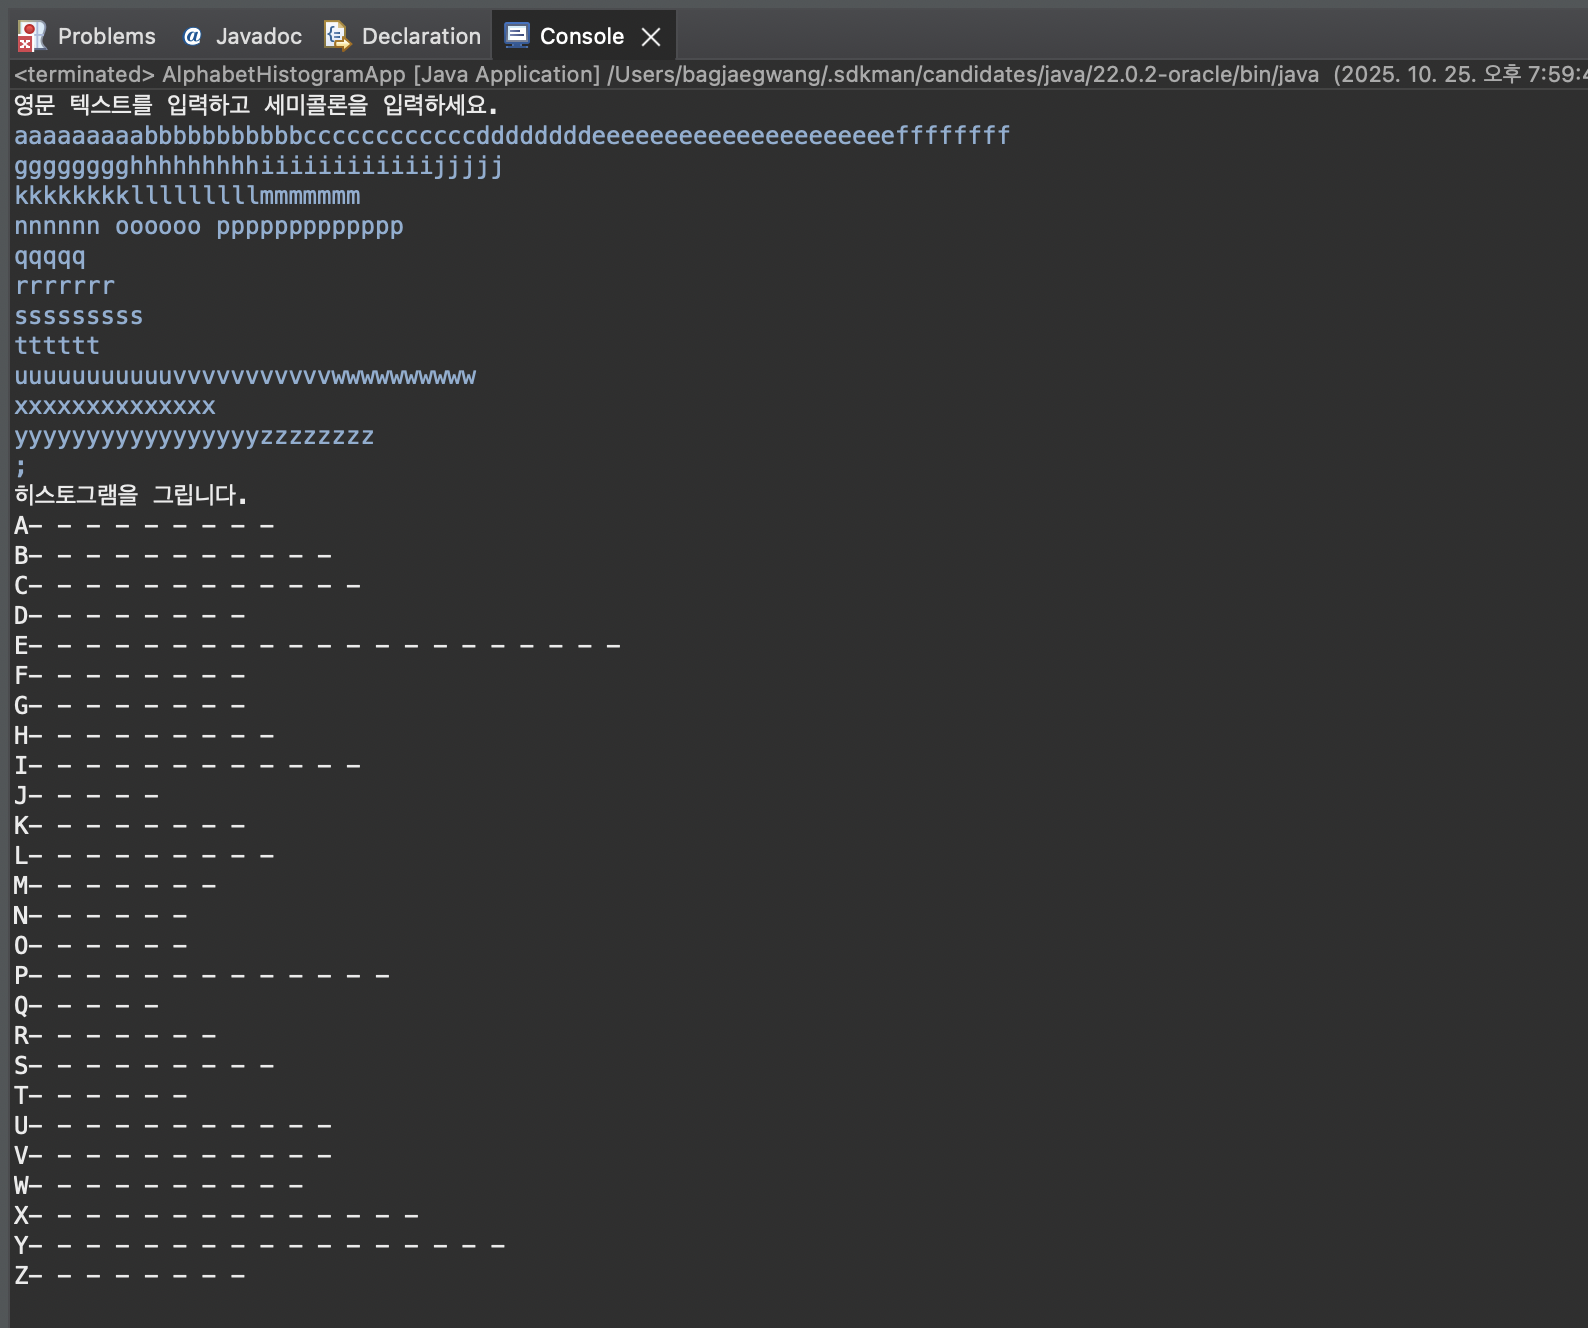 Problems @ Javadoc Declaration Console
<terminated> AlphabetHistogramApp [Java Application] /Users/bagjaegwang/.sdkman/candidates/java/22.0.2-oracle/bin/java (2025. 10. 25. 오후 7:59:4
영문 텍스트를 입력하고 세미콜론을 입력하세요.
aaaaaaaaabbbbbbbbbbbccccccccccccddddddddeeeeeeeeeeeeeeeeeeeeeffffffff
gggggggghhhhhhhhhiiiiiiiiiiiijjjjj
kkkkkkkklllllllllmmmmmmm
nnnnnn oooooo ppppppppppppp
qqqqq
rrrrrrr
sssssssss
tttttt
uuuuuuuuuuuvvvvvvvvvvvwwwwwwwwww
xxxxxxxxxxxxxx
yyyyyyyyyyyyyyyyyzzzzzzzz
;
히스토그램을 그립니다.
A- - - - - - - - -
B- - - - - - - - - - -
C- - - - - - - - - - - -
D- - - - - - - -
E- - - - - - - - - - - - - - - - - - - - -
F- - - - - - - -
G- - - - - - - -
H- - - - - - - - -
I- - - - - - - - - - - -
J- - - - -
K- - - - - - - -
L- - - - - - - - -
M- - - - - - -
N- - - - - -
O- - - - - -
P- - - - - - - - - - - - -
Q- - - - -
R- - - - - - -
S- - - - - - - - -
T- - - - - -
U- - - - - - - - - - -
V- - - - - - - - - - -
W- - - - - - - - - -
X- - - - - - - - - - - - - -
Y- - - - - - - - - - - - - - - - -
Z- - - - - - - -